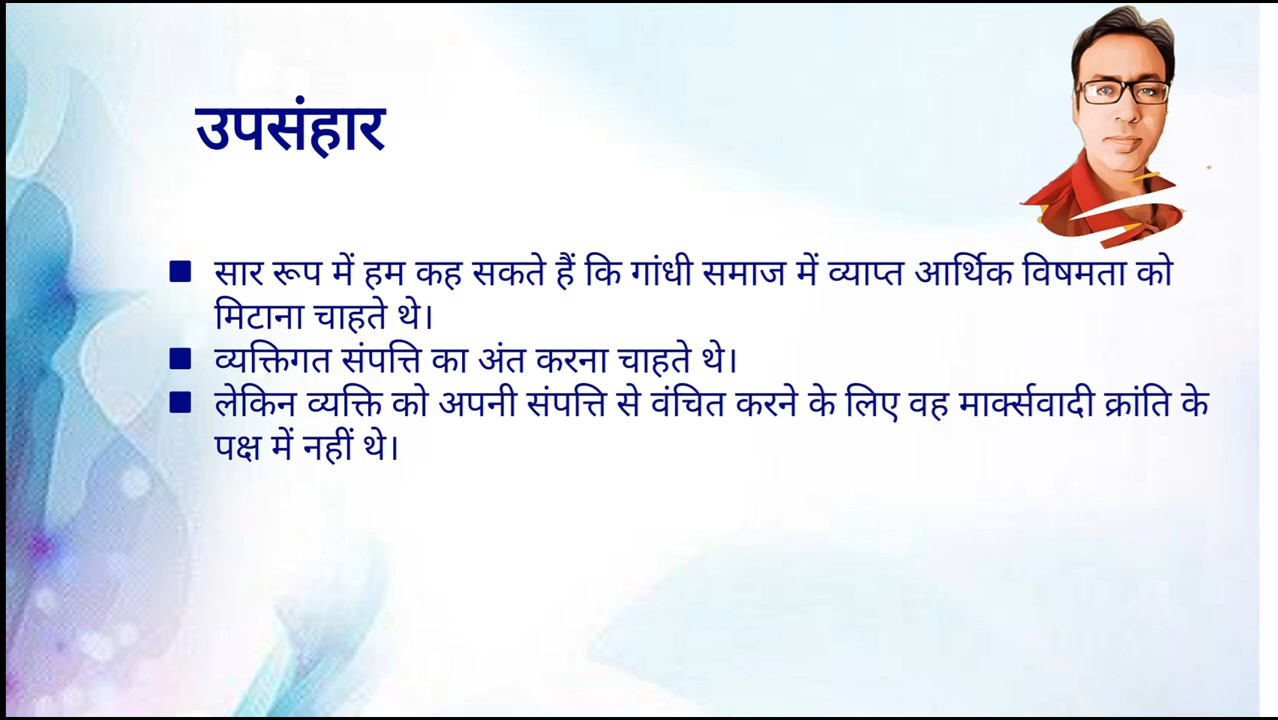 उपसंहार
सार रूप में हम कह सकते हैं कि गांधी समाज में व्याप्त आर्थिक विषमता को
मिटाना चाहते थे।
व्यक्तिगत संपत्ति का अंत करना चाहते थे।
लेकिन व्यक्ति को अपनी संपत्ति से वंचित करने के लिए वह मार्क्सवादी क्रांति के
पक्ष में नहीं थे।